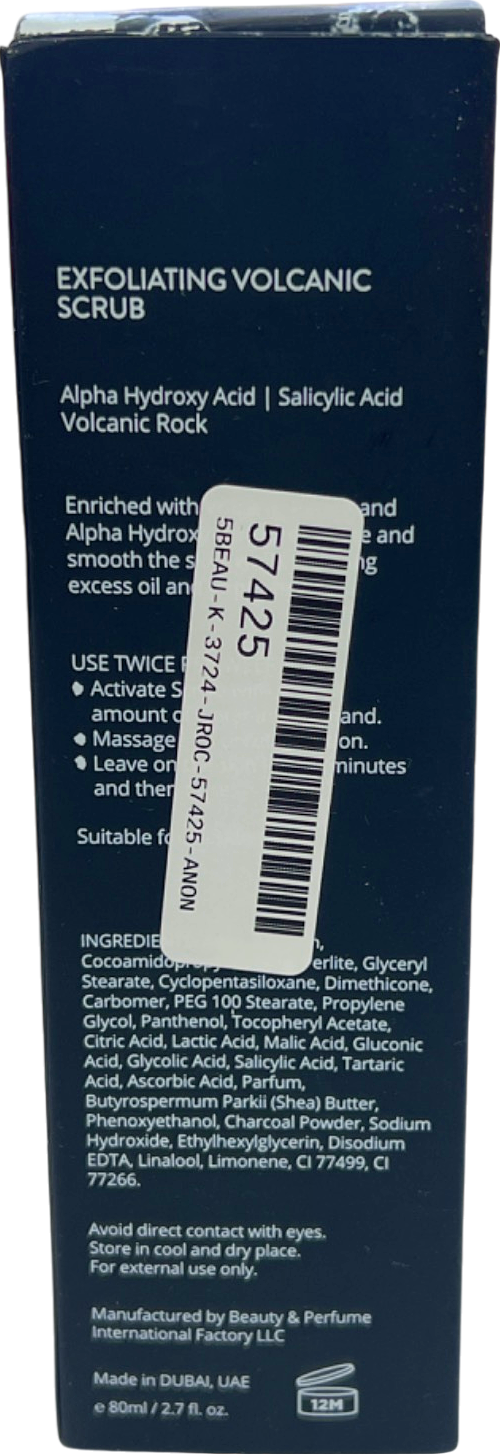 EXFOLIATING VOLCANIC
SCRUB
Alpha Hydroxy Acid | Salicylic Acid
Volcanic Rock
Enriched with and
Alpha Hydrox e and
smooth the s ng
excess oil an
USE TWICE
Activate S
amount and.
Massage on.
Leave on minutes
and then
Suitable fo
INGREDIE n,
Cocoamidopropy erlite, Glyceryl
Stearate, Cyclopentasiloxane, Dimethicone,
Carbomer, PEG 100 Stearate, Propylene
Glycol, Panthenol, Tocopheryl Acetate,
Citric Acid, Lactic Acid, Malic Acid, Gluconic
Acid, Glycolic Acid, Salicylic Acid, Tartaric
Acid, Ascorbic Acid, Parfum,
Butyrospermum Parkii (Shea) Butter,
Phenoxyethanol, Charcoal Powder, Sodium
Hydroxide, Ethylhexylglycerin, Disodium
EDTA, Linalool, Limonene, CI 77499, CI
77266.
Avoid direct contact with eyes.
Store in cool and dry place.
For external use only.
Manufactured by Beauty & Perfume
International Factory LLC
Made in DUBAI, UAE
e 80ml / 2.7 fl. oz.
12M
57425
5BEAU-K-3724-JR0C-57425-ANON